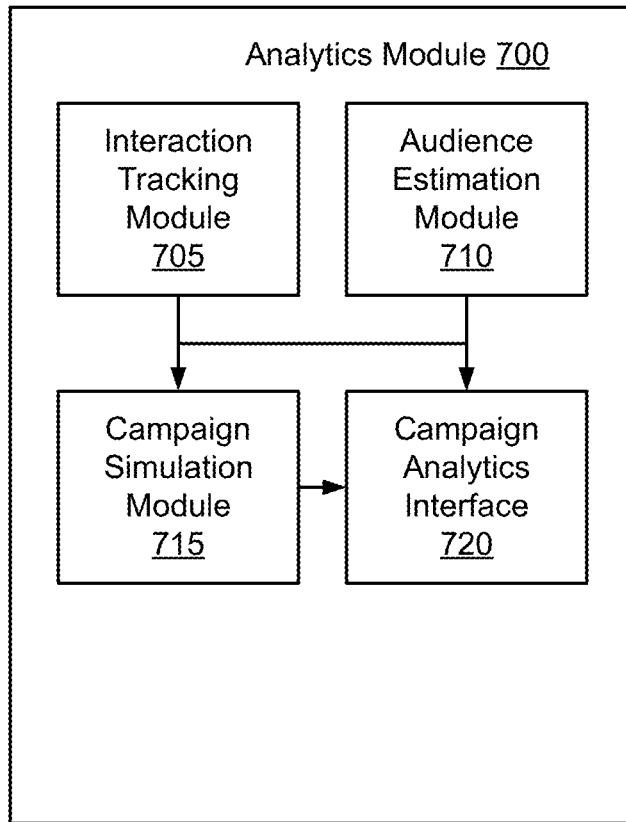 Analytics Module 700
Interaction
Tracking
Module
705
Audience
Estimation
Module
710
Campaign
Simulation
Module
715
Campaign
Analytics
Interface
720